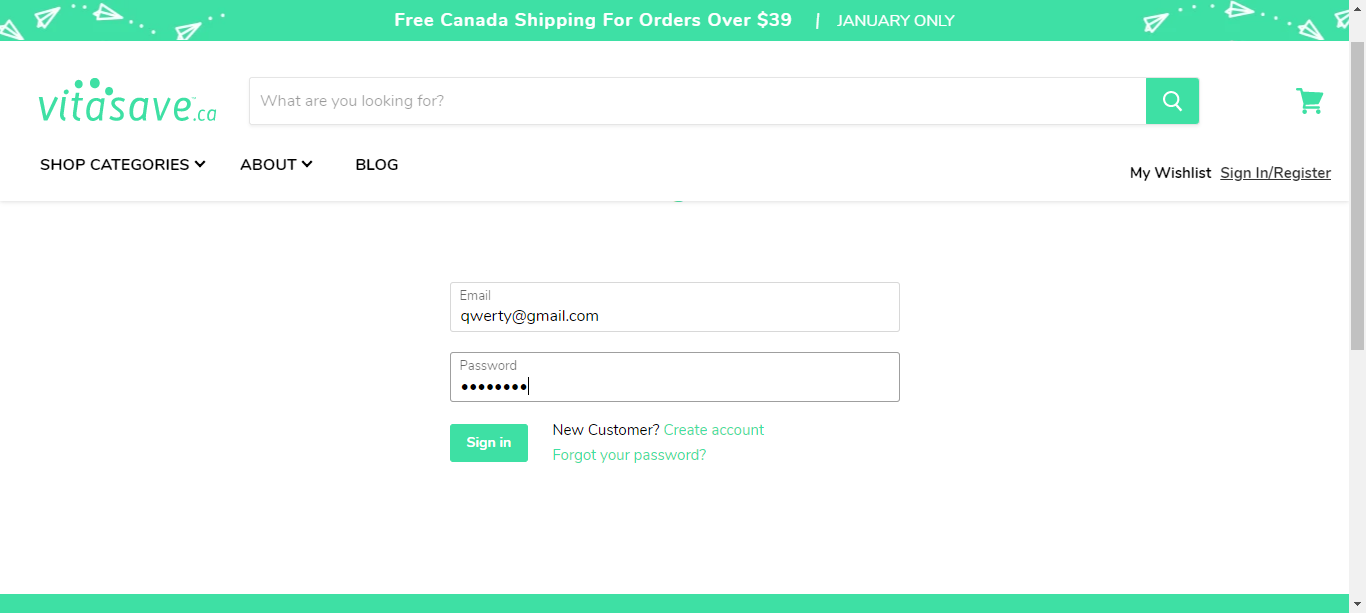 Free Canada Shipping For Orders Over $39 | JANUARY ONLY
vitasave.ca
What are you looking for?
SHOP CATEGORIES ABOUT BLOG
My Wishlist Sign In/Register
Email
qwerty@gmail.com
Password
••••••••
Sign in
New Customer? Create account
Forgot your password?